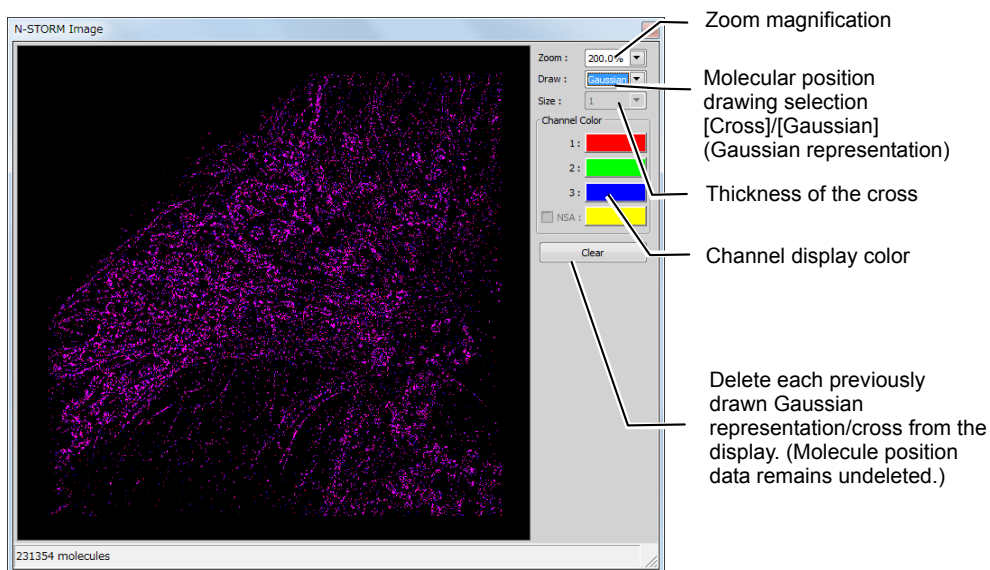 N-STORM Image
Zoom : 200.0%
Draw : Gaussian
Size : 1
Channel Color
1 :
2 :
3 :
NSA :
Clear
231354 molecules
Zoom magnification
Molecular position
drawing selection
[Cross]/[Gaussian]
(Gaussian representation)
Thickness of the cross
Channel display color
Delete each previously
drawn Gaussian
representation/cross from the
display. (Molecule position
data remains undeleted.)